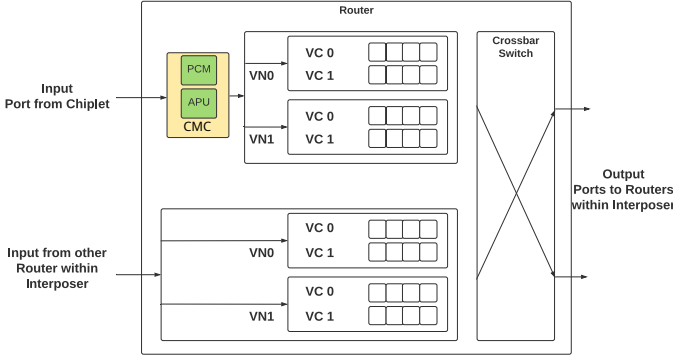 Router
Crossbar
Switch
PCM
APU
CMC
Input
Port from Chiplet
VN0
VC 0
VC 1
VN1
VC 0
VC 1
Output
Ports to Routers
within Interposer
Input from other
Router within
Interposer
VN0
VC 0
VC 1
VN1
VC 0
VC 1